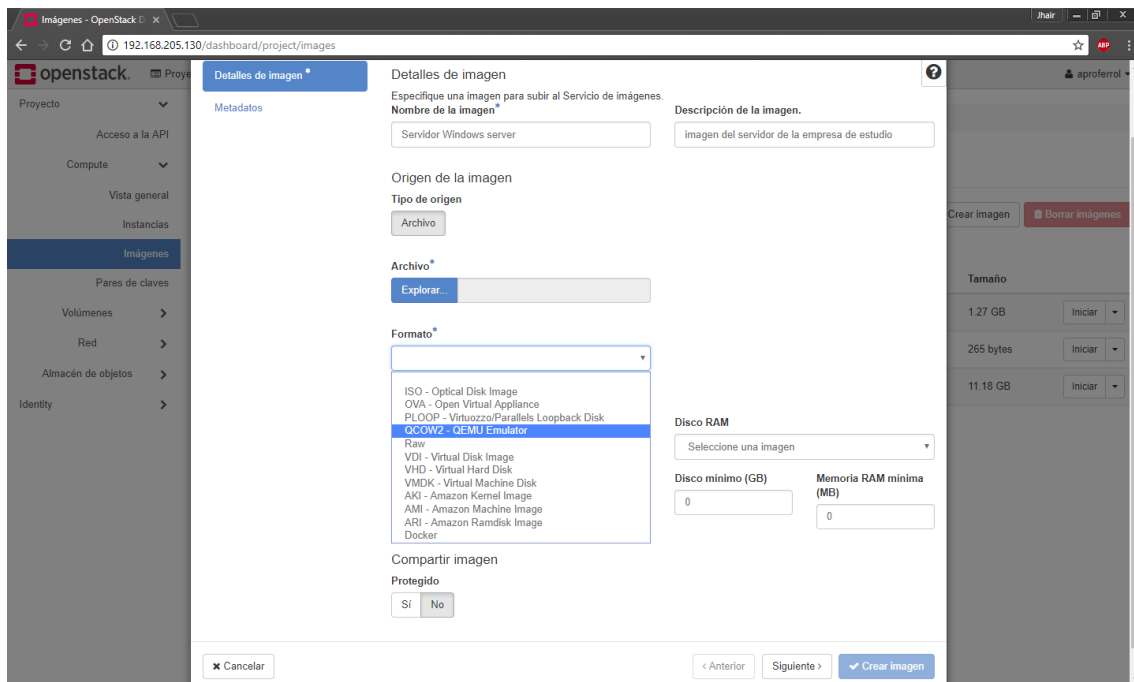 Imágenes - OpenStack D
Jhair
192.168.205.130/dashboard/project/images
ABP
openstack.
Proye
aproferrol
Proyecto
Acceso a la API
Compute
Vista general
Instancias
Imágenes
Pares de claves
Volúmenes
Red
Almacén de objetos
Identity
Detalles de imagen *
Metadatos
Detalles de imagen
Especifique una imagen para subir al Servicio de imágenes.
Nombre de la imagen*
Descripción de la imagen.
Servidor Windows server
imagen del servidor de la empresa de estudio
Origen de la imagen
Tipo de origen
Archivo
Archivo*
Explorar...
Formato*
ISO - Optical Disk Image
OVA - Open Virtual Appliance
PLOOP - Virtuozzo/Parallels Loopback Disk
QCOW2 - QEMU Emulator
Raw
VDI - Virtual Disk Image
VHD - Virtual Hard Disk
VMDK - Virtual Machine Disk
AKI - Amazon Kernel Image
AMI - Amazon Machine Image
ARI - Amazon Ramdisk Image
Docker
Disco RAM
Seleccione una imagen
Disco mínimo (GB)
0
Memoria RAM mínima
(MB)
0
Compartir imagen
Protegido
Sí No
Cancelar
< Anterior
Siguiente >
Crear imagen
Crear imagen
Borrar Imágenes
Tamaño
1.27 GB Iniciar
265 bytes Iniciar
11.18 GB Iniciar